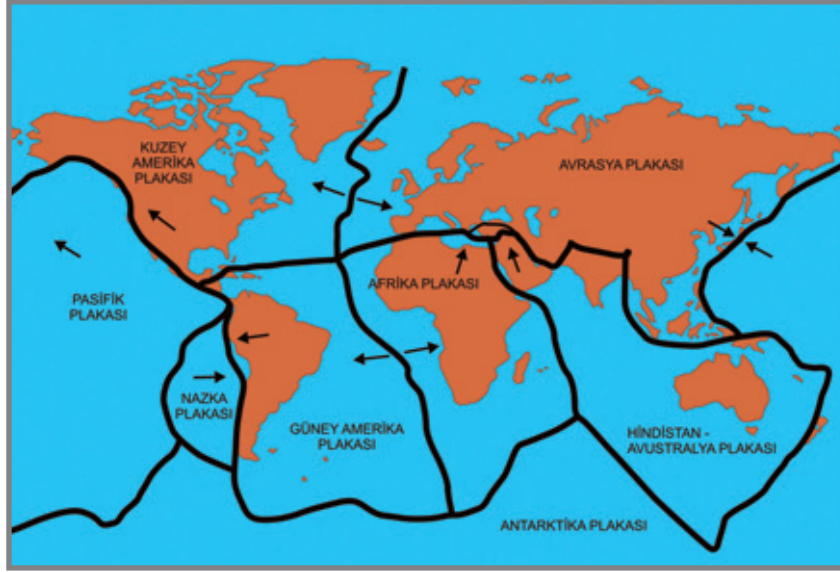 KUZEY
AMERİKA
PLAKASI
AVRASYA PLAKASI
PASİFİK
PLAKASI
AFRİKA PLAKASI
NAZKA
PLAKASI
GÜNEY AMERİKA
PLAKASI
HİNDİSTAN -
AVUSTRALYA PLAKASI
ANTARKTİKA PLAKASI